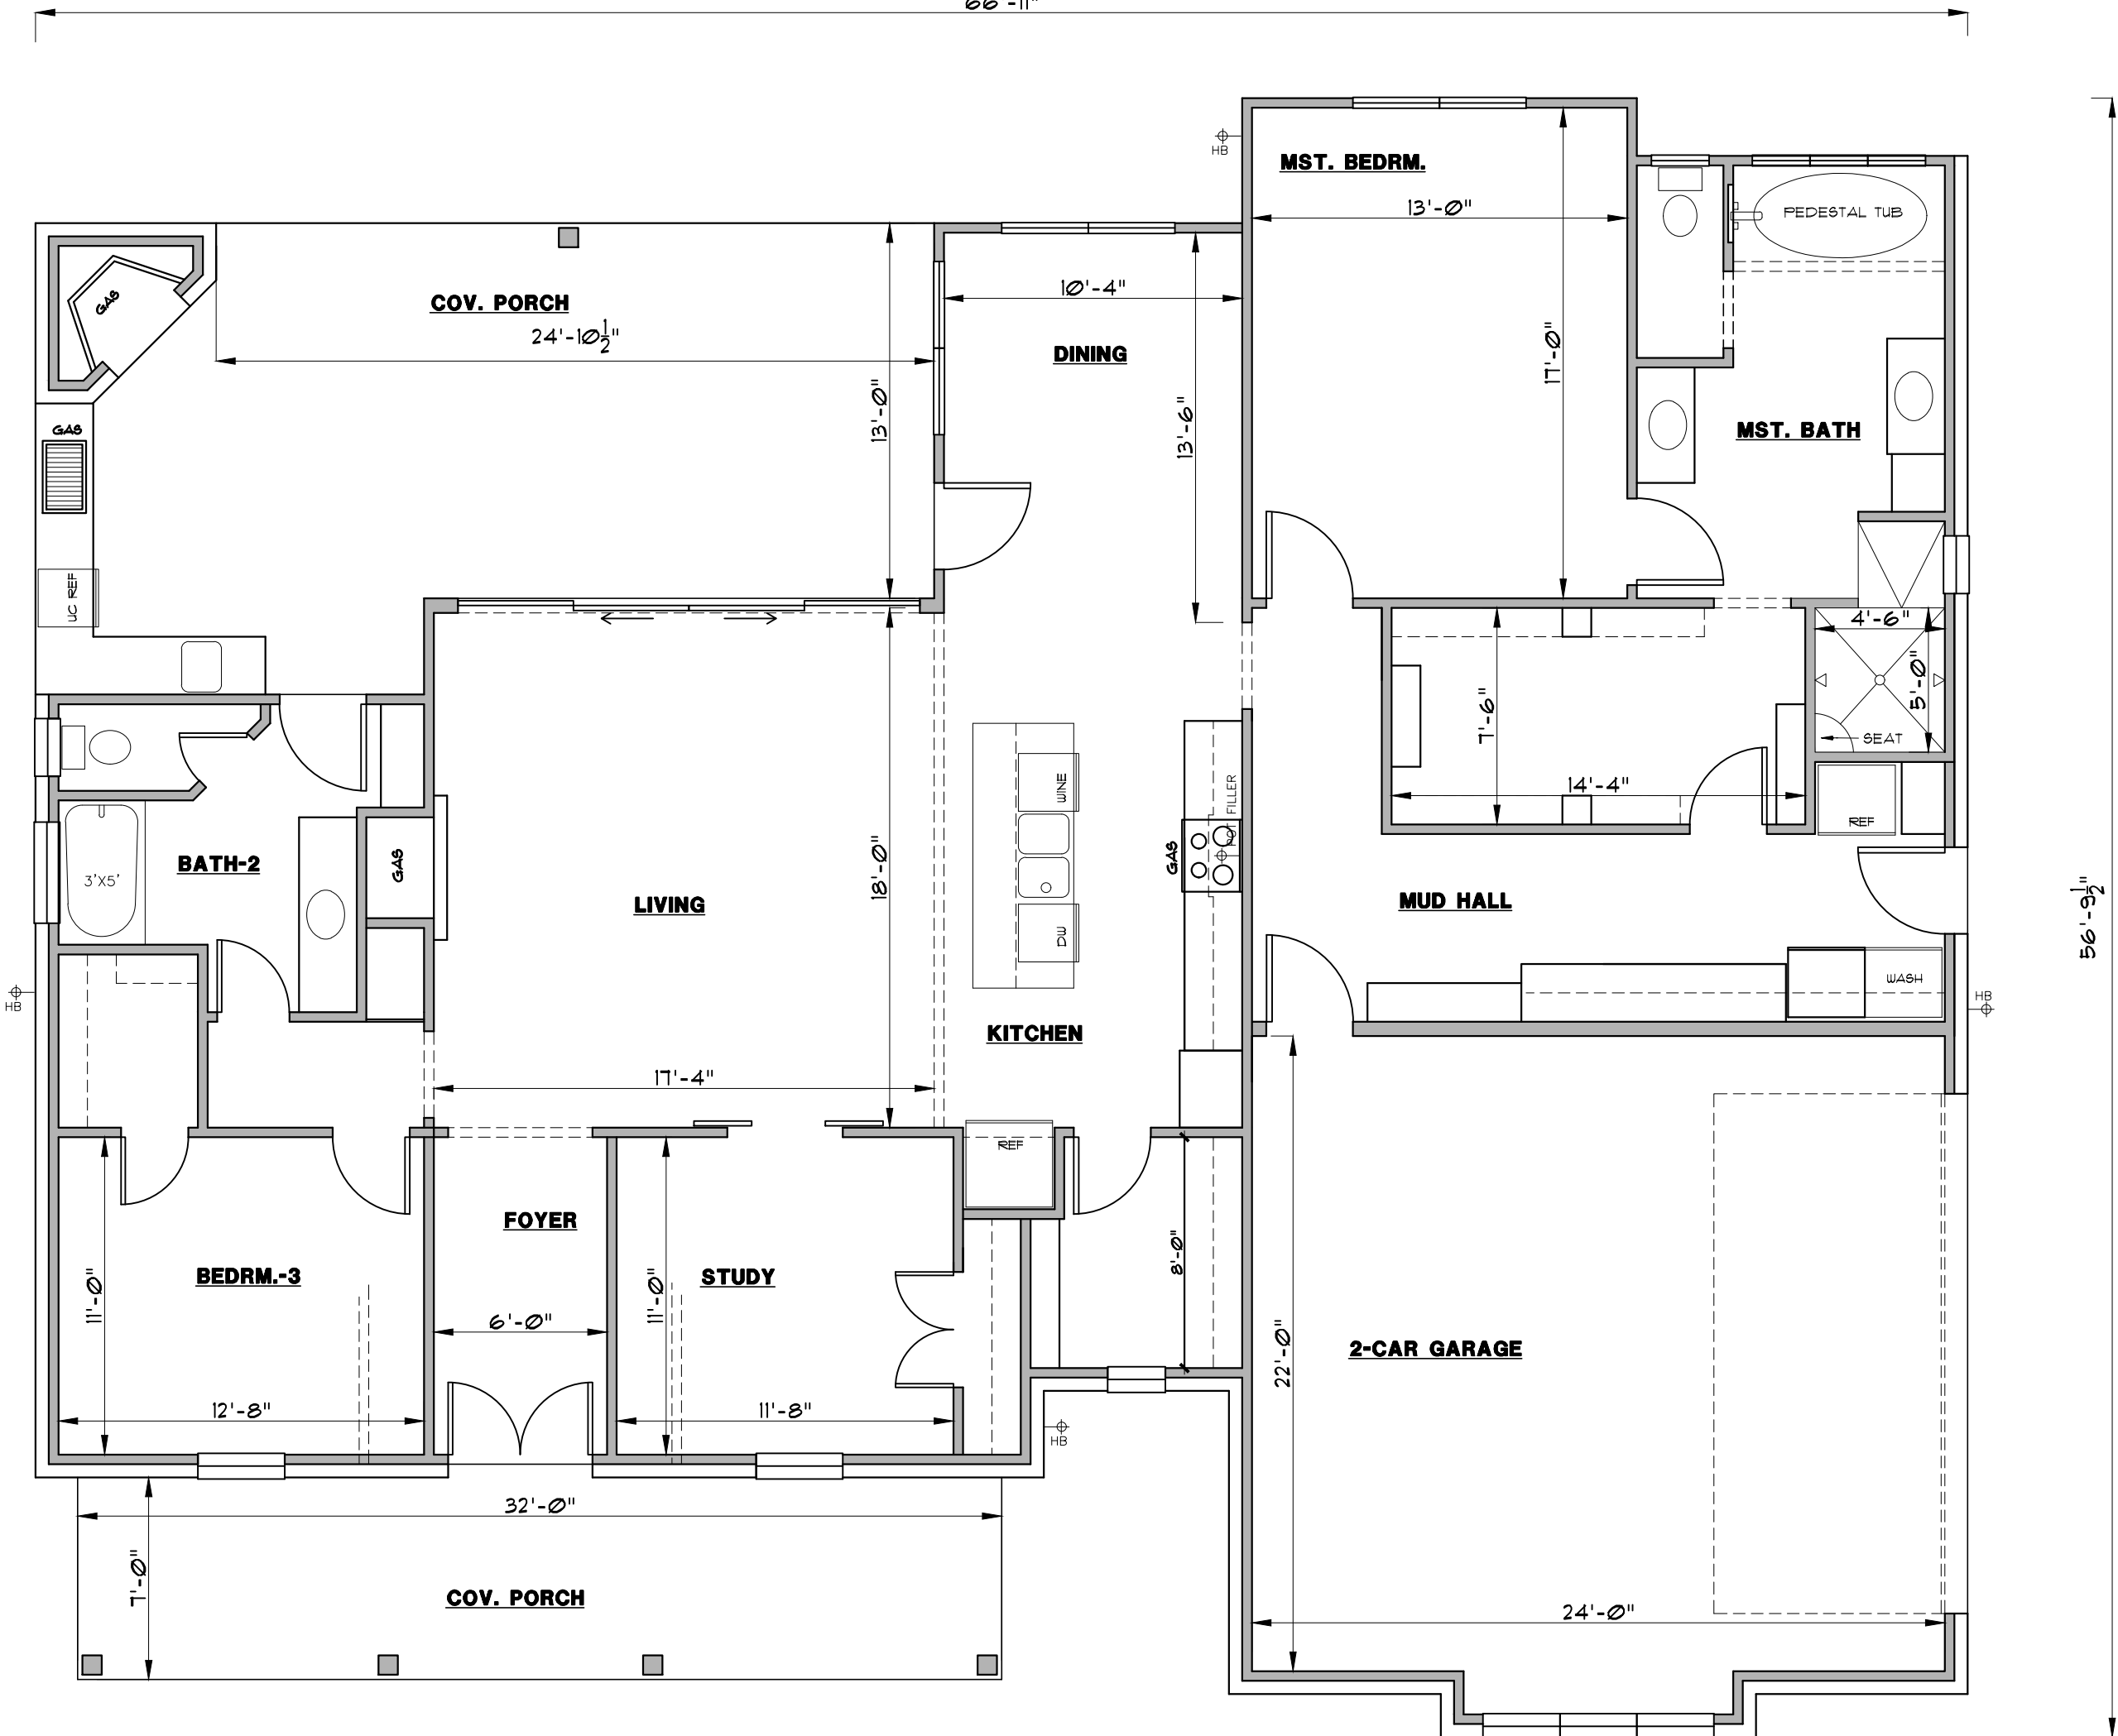 66'-11"
HB
MST. BEDRM.
13'-0"
PEDESTAL TUB
GAS
COV. PORCH
24'-10 1/2"
10'-4"
DINING
13'-0"
13'-6"
17'-0"
MST. BATH
GAS
UC REF
4'-6"
5'-0"
SEAT
7'-6"
14'-4"
WINE
POT FILLER
GAS
REF
BATH-2
3'X5'
GAS
LIVING
18'-0"
DW
MUD HALL
56'-9 1/2"
HB
WASH
HB
KITCHEN
17'-4"
REF
FOYER
8'-0"
BEDRM.-3
11'-0"
6'-0"
STUDY
11'-0"
2-CAR GARAGE
22'-0"
12'-8"
11'-8"
HB
32'-0"
7'-0"
COV. PORCH
24'-0"